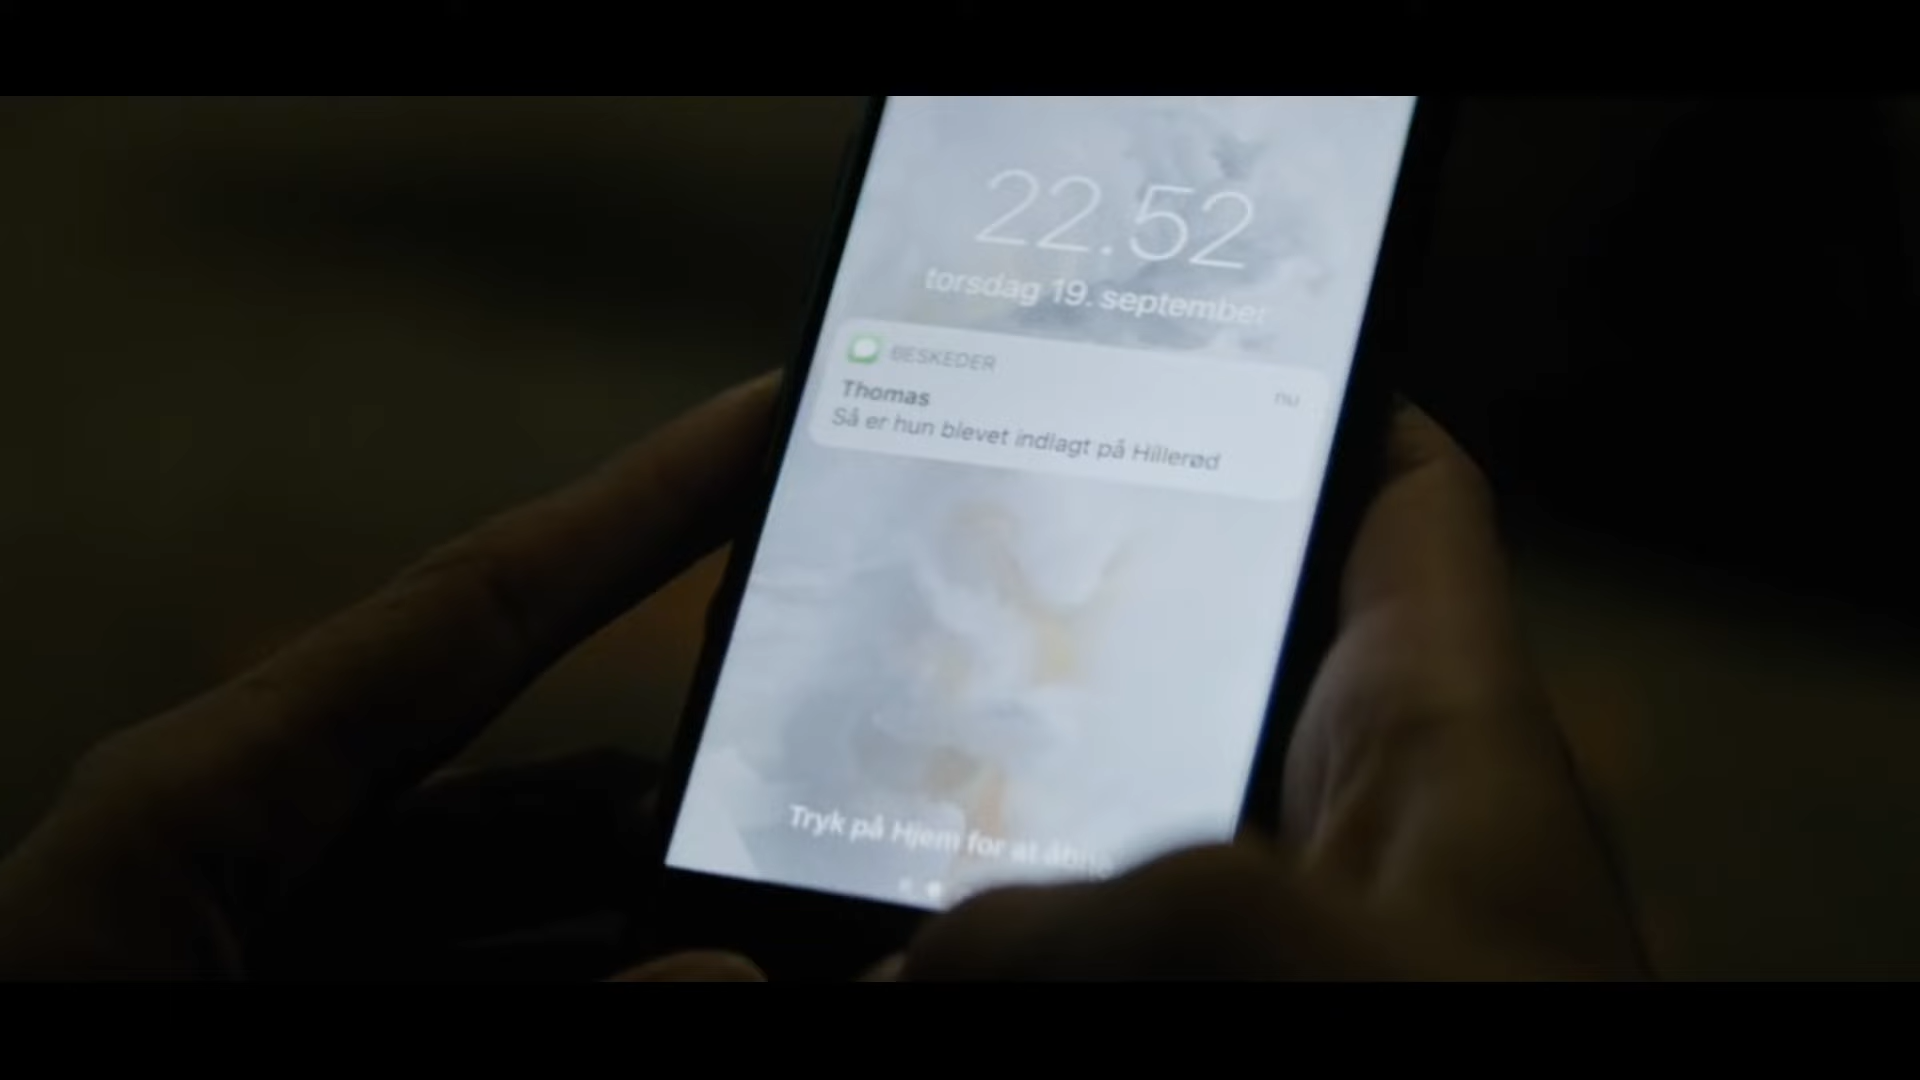 22.52
torsdag 19. september
BESKEDER
nu
Thomas
Så er hun blevet indlagt på Hillerød
Tryk på Hjem for at